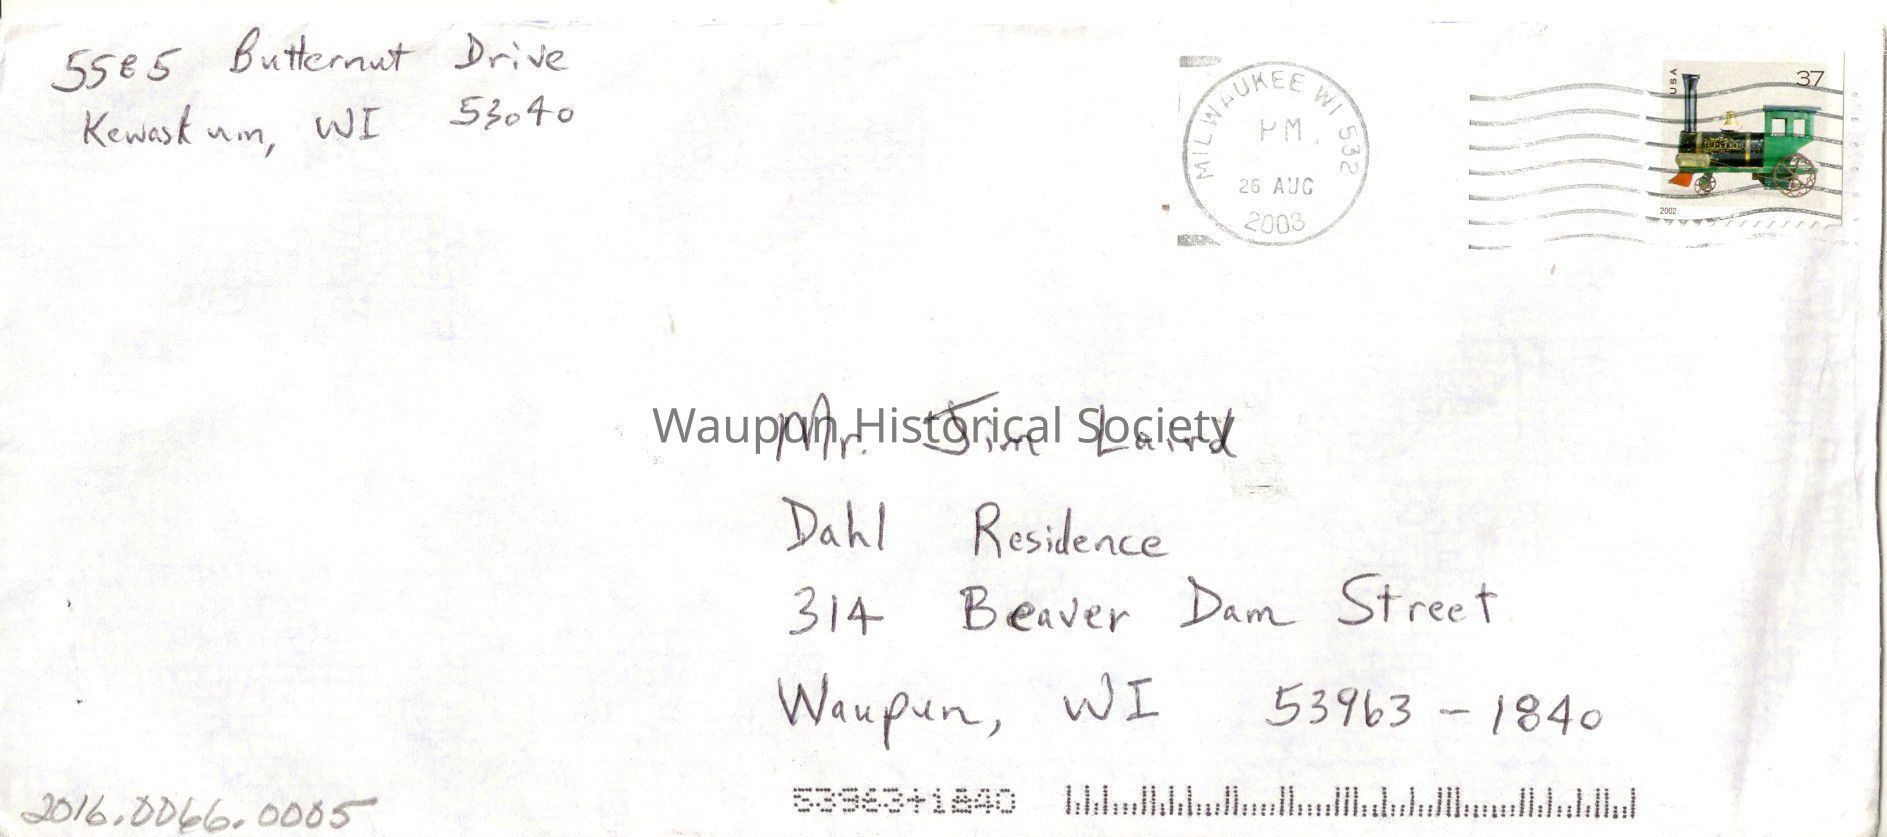 5585 Butternut Drive
Kewaskum, WI 53040
MILWAUKEE WI 532
PM
26 AUG
2003
USA
37
2002
Waupun Historical Society
Mr. Jim Laird
Dahl Residence
314 Beaver Dam Street
Waupun, WI 53963-1840
53963+1840
2016.0066.0005